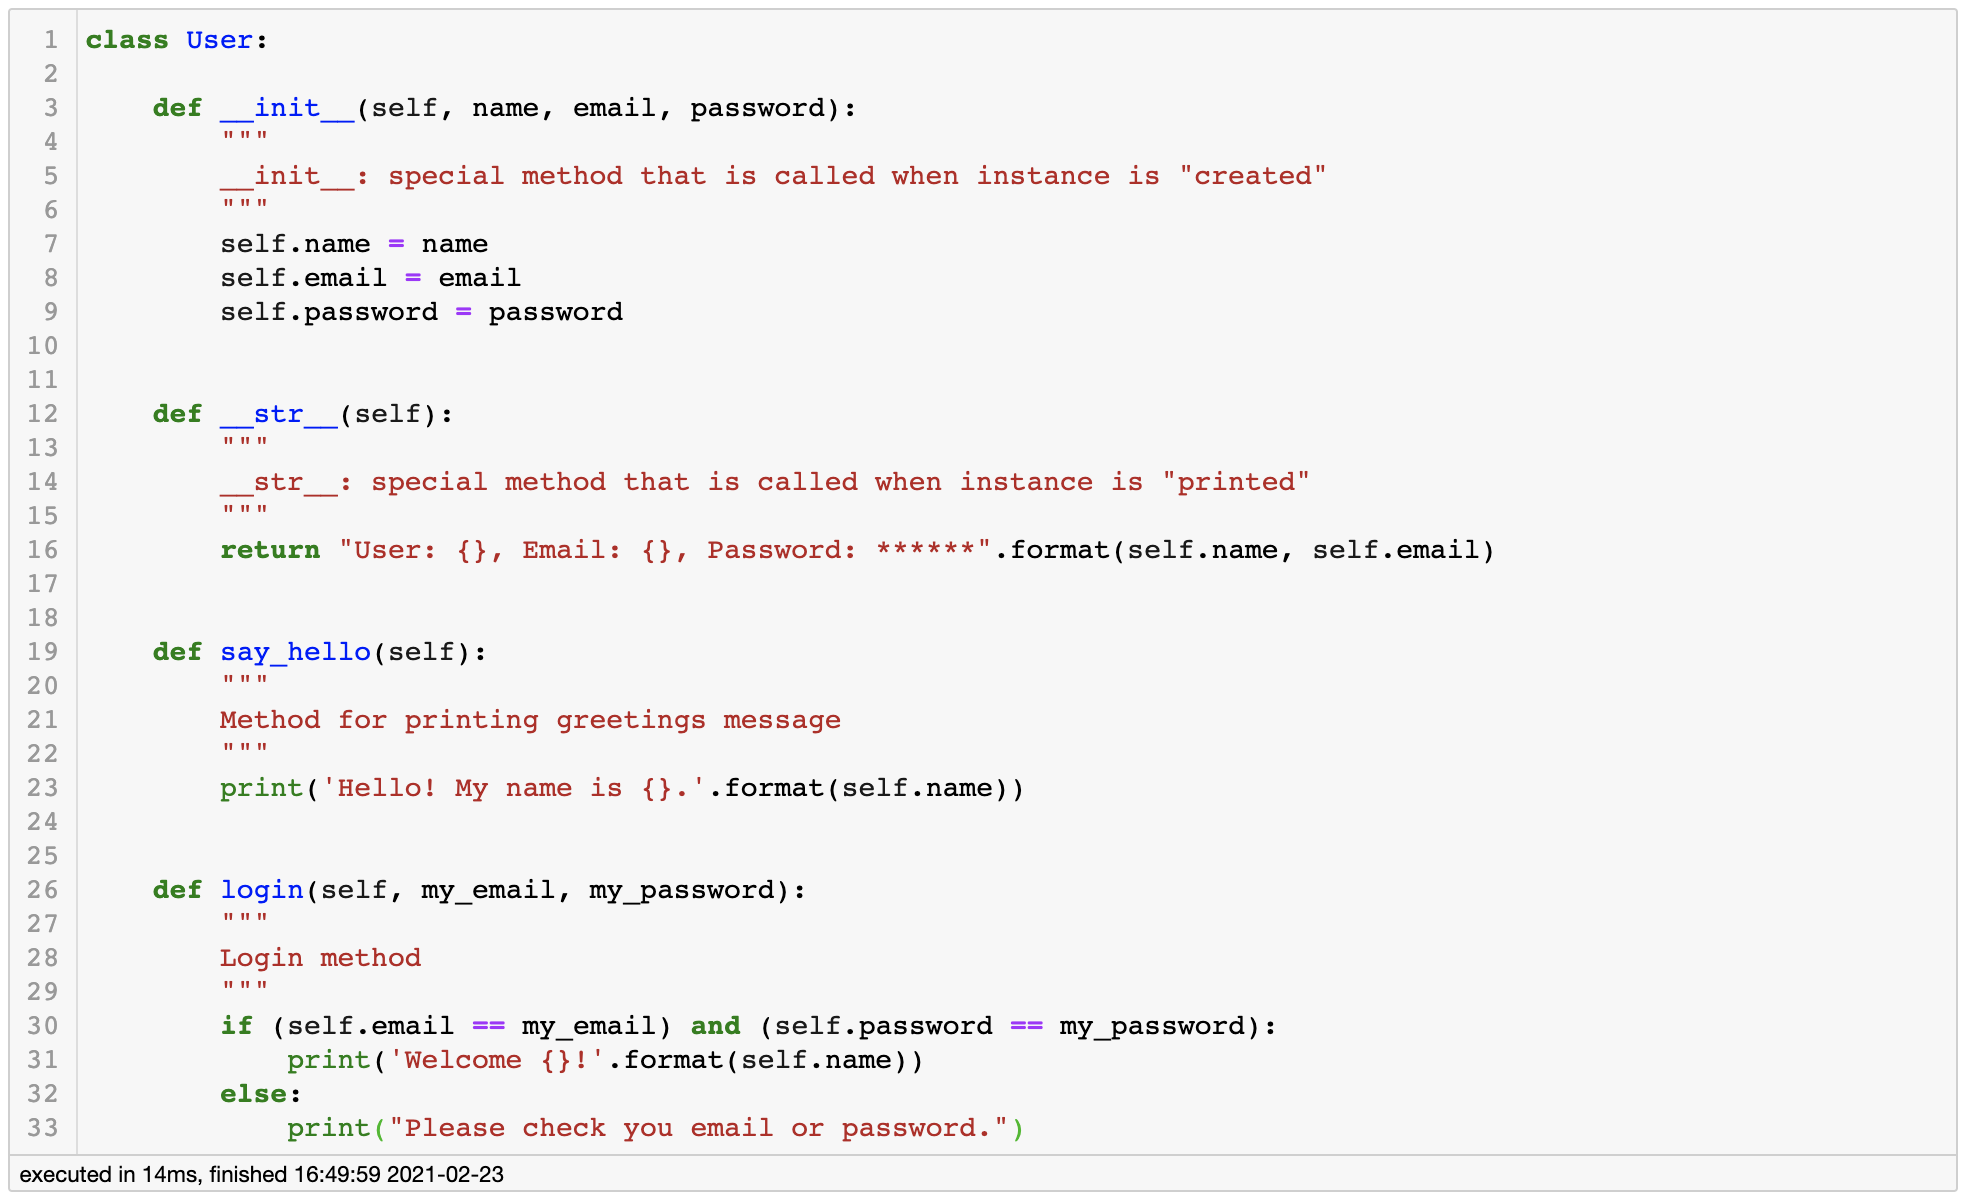 1 class User:
2
3     def __init__(self, name, email, password):
4         """
5         __init__: special method that is called when instance is "created"
6         """
7         self.name = name
8         self.email = email
9         self.password = password
10
11
12     def __str__(self):
13         """
14         __str__: special method that is called when instance is "printed"
15         """
16         return "User: {}, Email: {}, Password: ******".format(self.name, self.email)
17
18
19     def say_hello(self):
20         """
21         Method for printing greetings message
22         """
23         print('Hello! My name is {}.'.format(self.name))
24
25
26     def login(self, my_email, my_password):
27         """
28         Login method
29         """
30         if (self.email == my_email) and (self.password == my_password):
31             print('Welcome {}!'.format(self.name))
32         else:
33             print("Please check you email or password.")
executed in 14ms, finished 16:49:59 2021-02-23